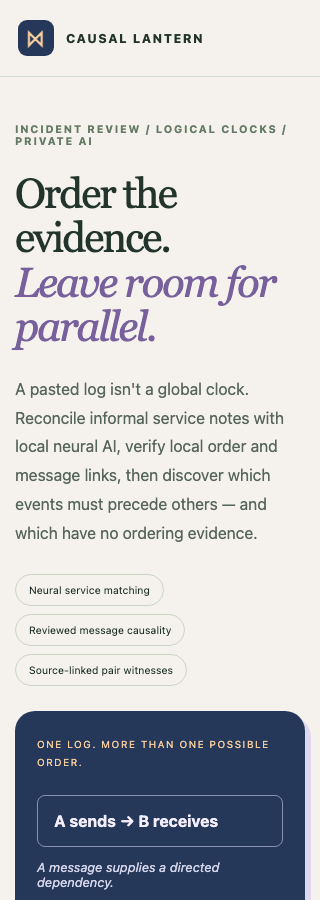 CAUSAL LANTERN
INCIDENT REVIEW / LOGICAL CLOCKS /
PRIVATE AI
Order the
evidence.
Leave room for
parallel.
A pasted log isn't a global clock.
Reconcile informal service notes with
local neural AI, verify local order and
message links, then discover which
events must precede others — and
which have no ordering evidence.
Neural service matching
Reviewed message causality
Source-linked pair witnesses
ONE LOG. MORE THAN ONE POSSIBLE
ORDER.
A sends → B receives
A message supplies a directed
dependency.